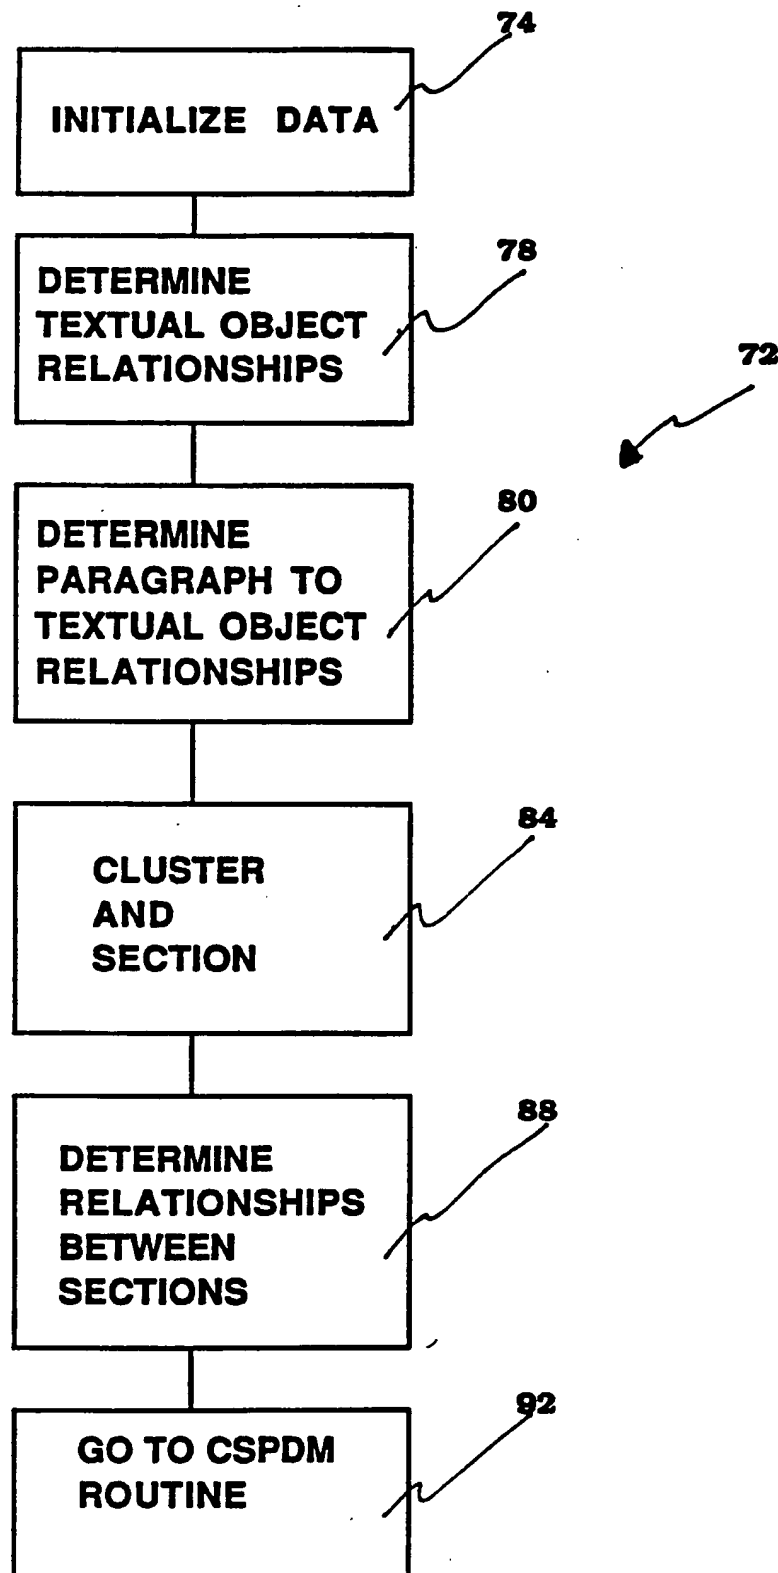 74
INITIALIZE DATA
78
DETERMINE
TEXTUAL OBJECT
RELATIONSHIPS
72
80
DETERMINE
PARAGRAPH TO
TEXTUAL OBJECT
RELATIONSHIPS
84
CLUSTER
AND
SECTION
88
DETERMINE
RELATIONSHIPS
BETWEEN
SECTIONS
92
GO TO CSPDM
ROUTINE